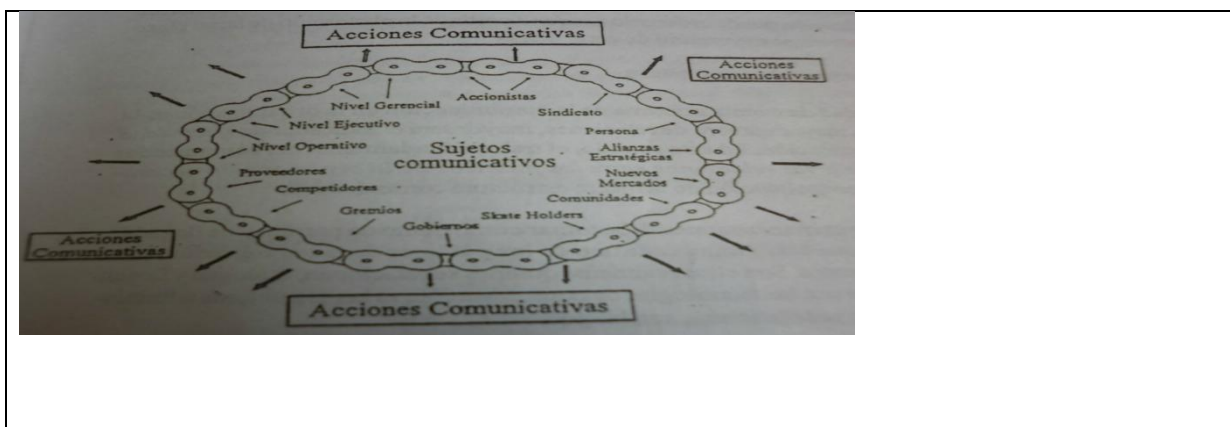 Acciones Comunicativas
Acciones
Comunicativas
Nivel Gerencial
Accionistas
Sindicato
Nivel Ejecutivo
Persona
Nivel Operativo
Sujetos
comunicativos
Alianzas
Estratégicas
Proveedores
Nuevos
Mercados
Competidores
Comunidades
Gremios
Skate Holders
Gobiernos
Acciones
Comunicativas
Acciones Comunicativas